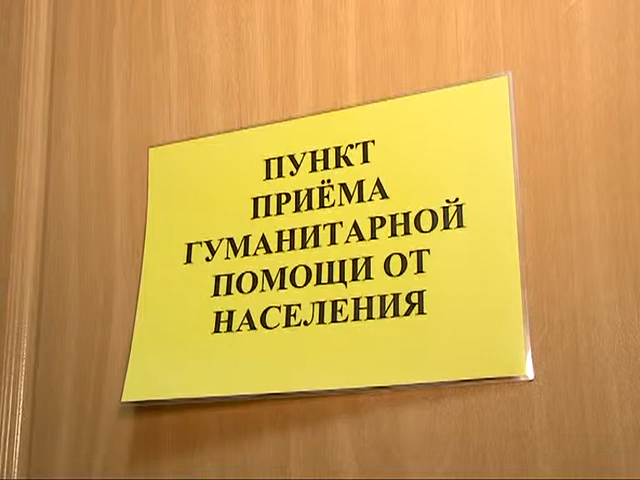 ПУНКТ
ПРИЁМА
ГУМАНИТАРНОЙ
ПОМОЩИ ОТ
НАСЕЛЕНИЯ